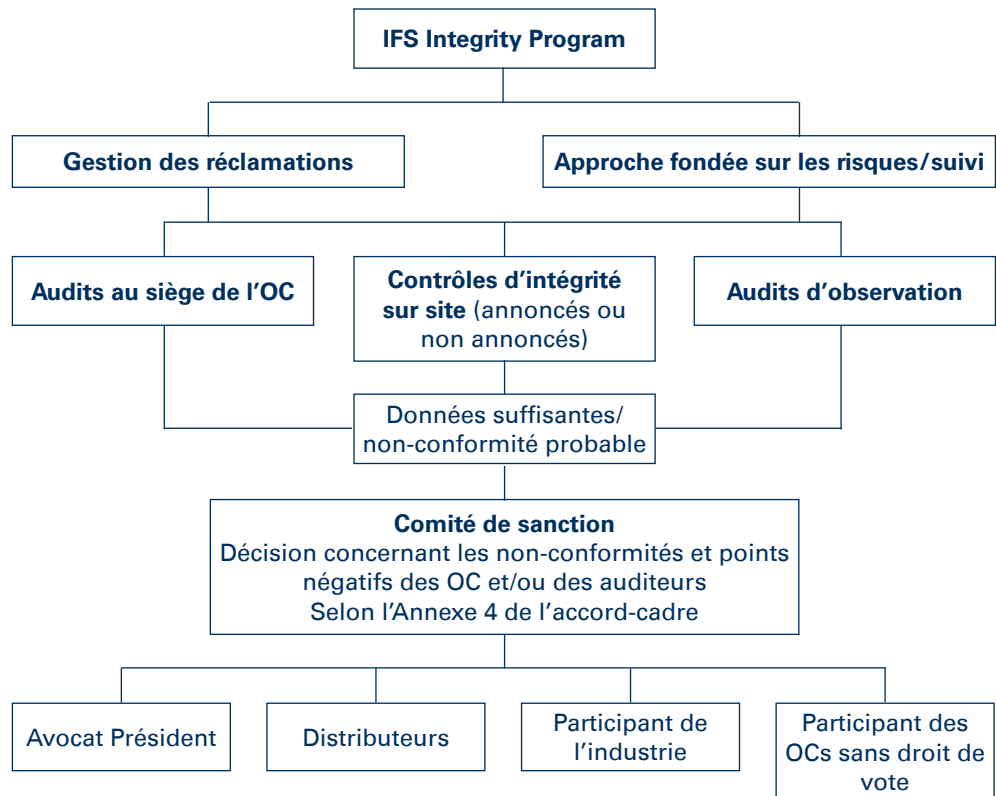 IFS Integrity Program
Gestion des réclamations
Approche fondée sur les risques/suivi
Audits au siège de l’OC
Contrôles d’intégrité
sur site (annoncés ou
non annoncés)
Audits d’observation
Données suffisantes/
non-conformité probable
Comité de sanction
Décision concernant les non-conformités et points
négatifs des OC et/ou des auditeurs
Selon l’Annexe 4 de l’accord-cadre
Avocat Président
Distributeurs
Participant de
l’industrie
Participant des
OCs sans droit de
vote